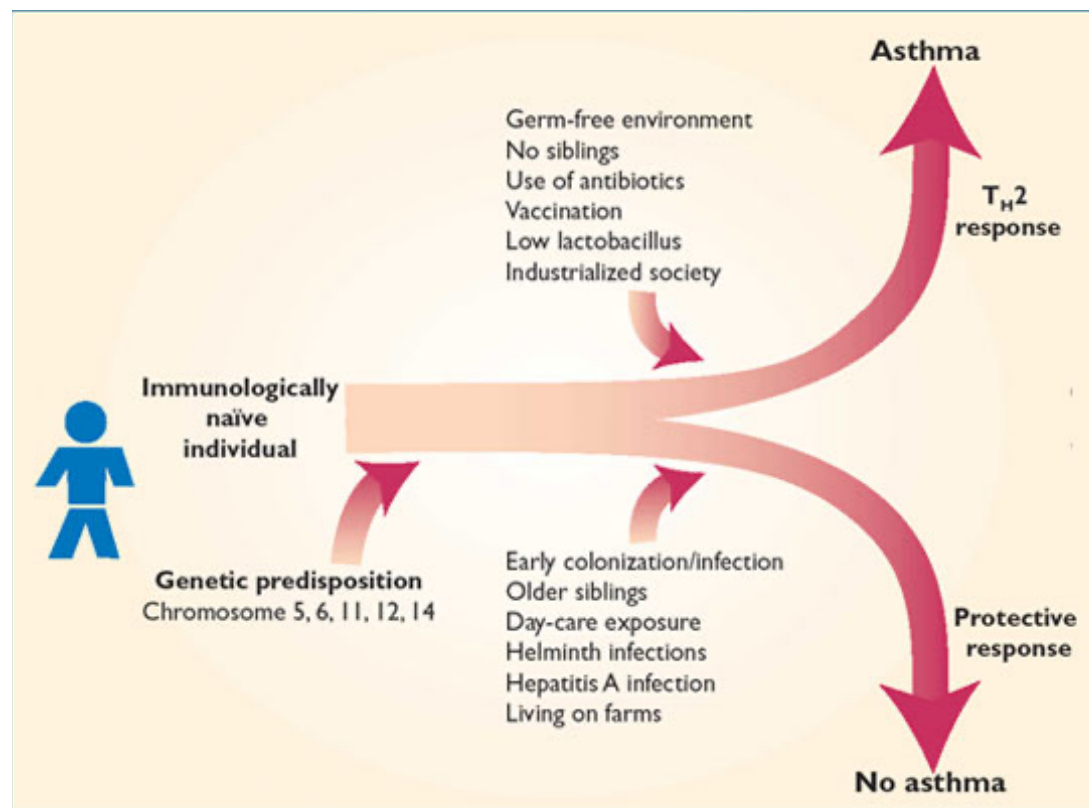 Asthma
Germ-free environment
No siblings
Use of antibiotics
Vaccination
Low lactobacillus
Industrialized society
T_H2
response
Immunologically
naïve
individual
Genetic predisposition
Chromosome 5, 6, 11, 12, 14
Early colonization/infection
Older siblings
Day-care exposure
Helminth infections
Hepatitis A infection
Living on farms
Protective
response
No asthma